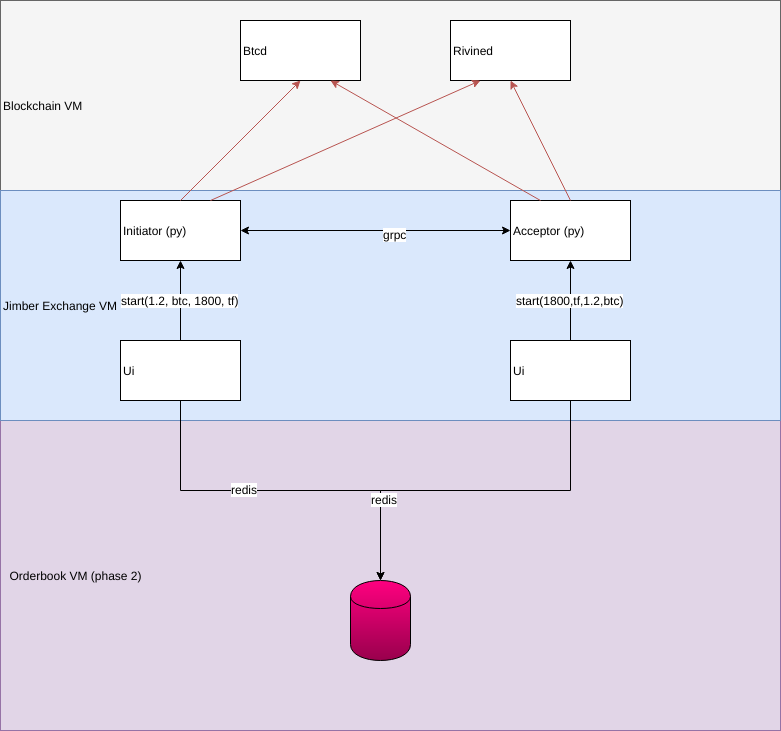 Btcd
Rivined
Blockchain VM
Initiator (py)
grpc
Acceptor (py)
Jimber Exchange VM
start(1.2, btc, 1800, tf)
start(1800,tf,1.2,btc)
Ui
Ui
redis
redis
Orderbook VM (phase 2)